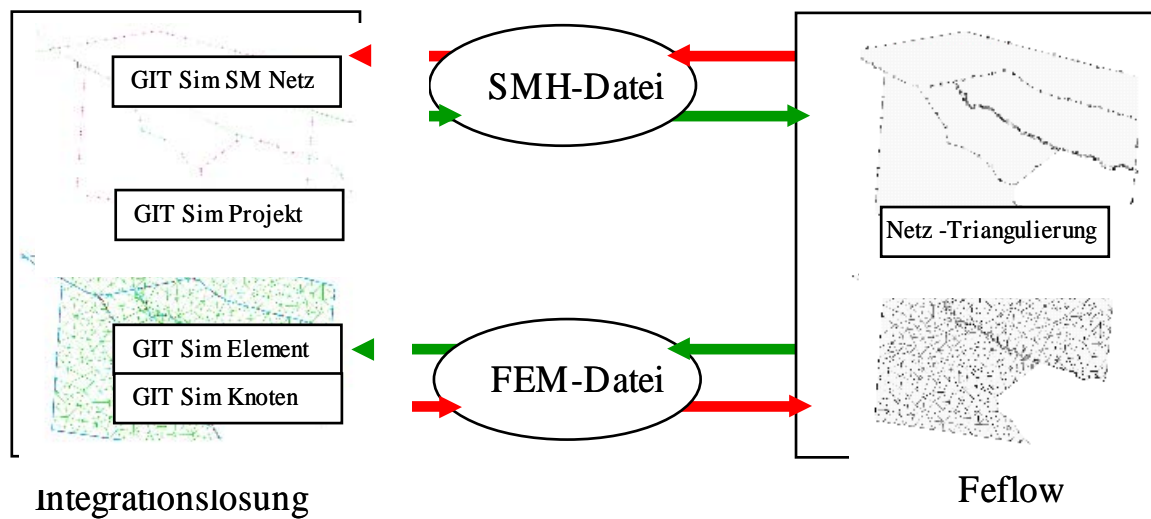 GIT Sim SM Netz
SMH-Datei
GIT Sim Projekt
Netz -Triangulierung
GIT Sim Element
GIT Sim Knoten
FEM-Datei
Integrationslösung
Feflow